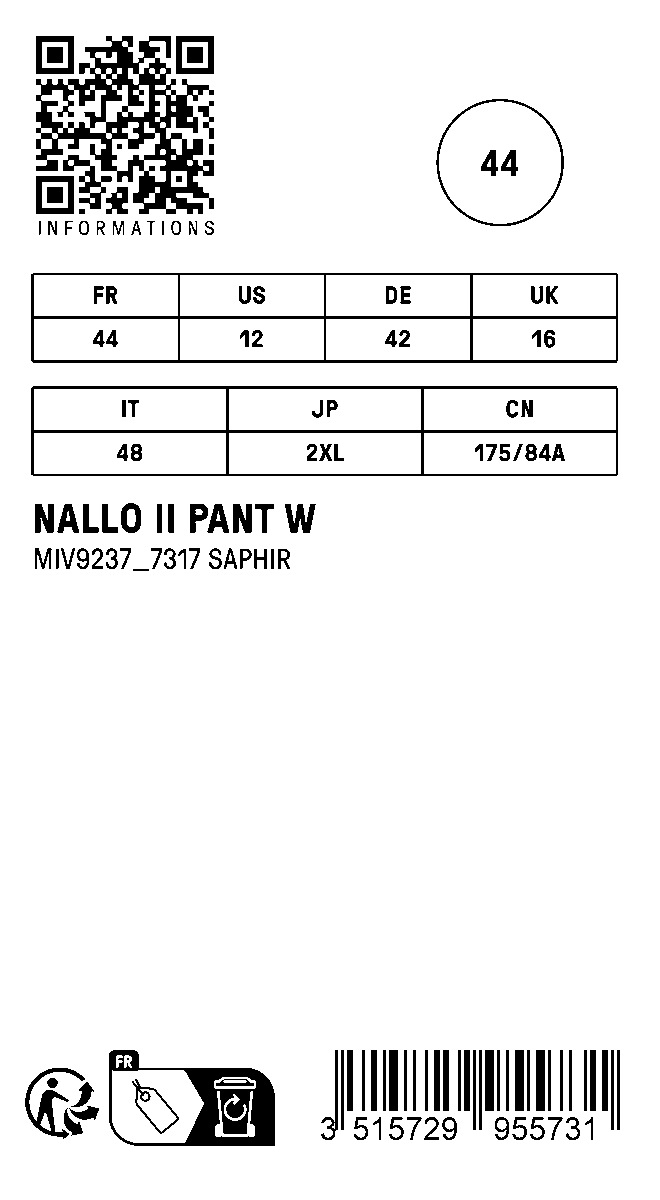 INFORMATIONS
44
FR US DE UK
44 12 42 16
IT JP CN
48 2XL 175/84A
NALLO II PANT W
MIV9237_7317 SAPHIR
FR
3 515729 955731